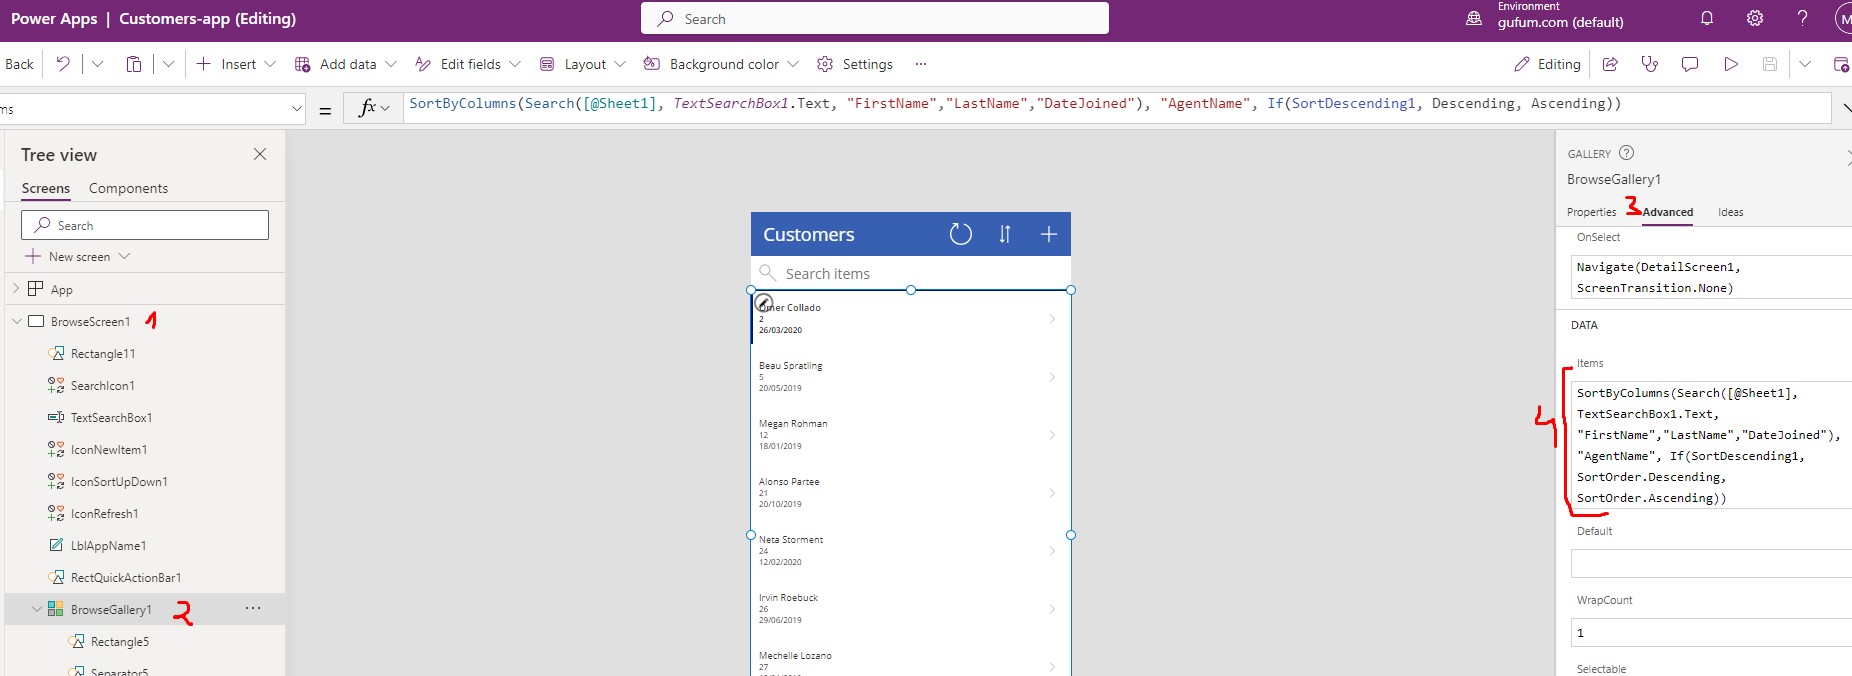 Power Apps | Customers-app (Editing)
Search
Environment
gufum.com (default)
M
Back
Insert
Add data
Edit fields
Layout
Background color
Settings
...
Editing
ms
=
fx
SortByColumns(Search([@Sheet1], TextSearchBox1.Text, "FirstName","LastName","DateJoined"), "AgentName", If(SortDescending1, Descending, Ascending))
Tree view
Screens
Components
Search
New screen
App
BrowseScreen1
1
Rectangle11
SearchIcon1
TextSearchBox1
IconNewItem1
IconSortUpDown1
IconRefresh1
LblAppName1
RectQuickActionBar1
BrowseGallery1
2
...
Rectangle5
Separator5
Customers
Search items
Omer Collado
2
26/03/2020
Beau Spratling
5
20/05/2019
Megan Rohman
12
18/01/2019
Alonso Partee
21
20/10/2019
Neta Storment
24
12/02/2020
Irvin Roebuck
26
29/06/2019
Mechelle Lozano
27
GALLERY
BrowseGallery1
Properties
3
Advanced
Ideas
OnSelect
Navigate(DetailScreen1,
ScreenTransition.None)
DATA
Items
4
SortByColumns(Search([@Sheet1],
TextSearchBox1.Text,
"FirstName","LastName","DateJoined"),
"AgentName", If(SortDescending1,
SortOrder.Descending,
SortOrder.Ascending))
Default
WrapCount
1
Selectable